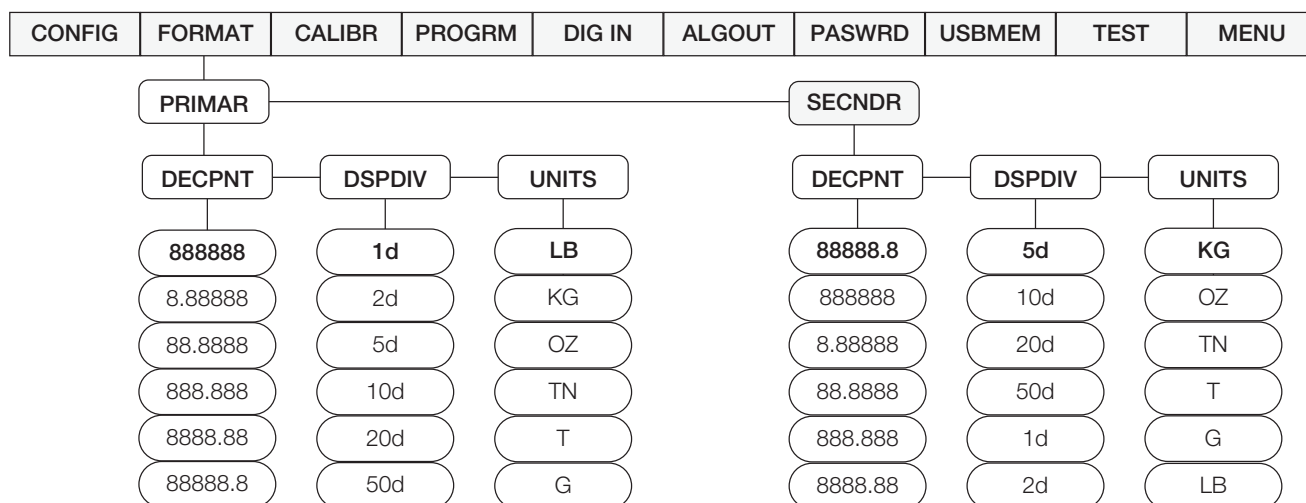 CONFIG FORMAT CALIBR PROGRM DIG IN ALGOUT PASWRD USBMEM TEST MENU
PRIMAR SECNDR
DECPNT DSPDIV UNITS DECPNT DSPDIV UNITS
888888 1d LB 88888.8 5d KG
8.88888 2d KG 888888 10d OZ
88.8888 5d OZ 8.88888 20d TN
888.888 10d TN 88.8888 50d T
8888.88 20d T 888.888 1d G
88888.8 50d G 8888.88 2d LB